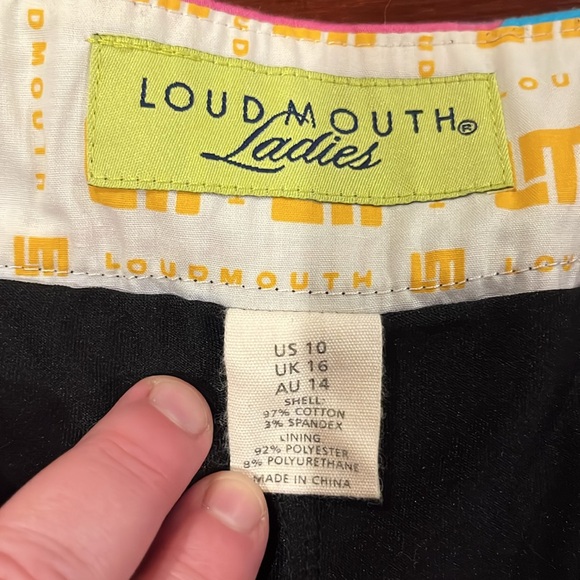 LOUDMOUTH®
Ladies
LOUDMOUTH
LOU
US 10
UK 16
AU 14
SHELL:
97% COTTON
3% SPANDEX
LINING
92% POLYESTER
8% POLYURETHANE
MADE IN CHINA